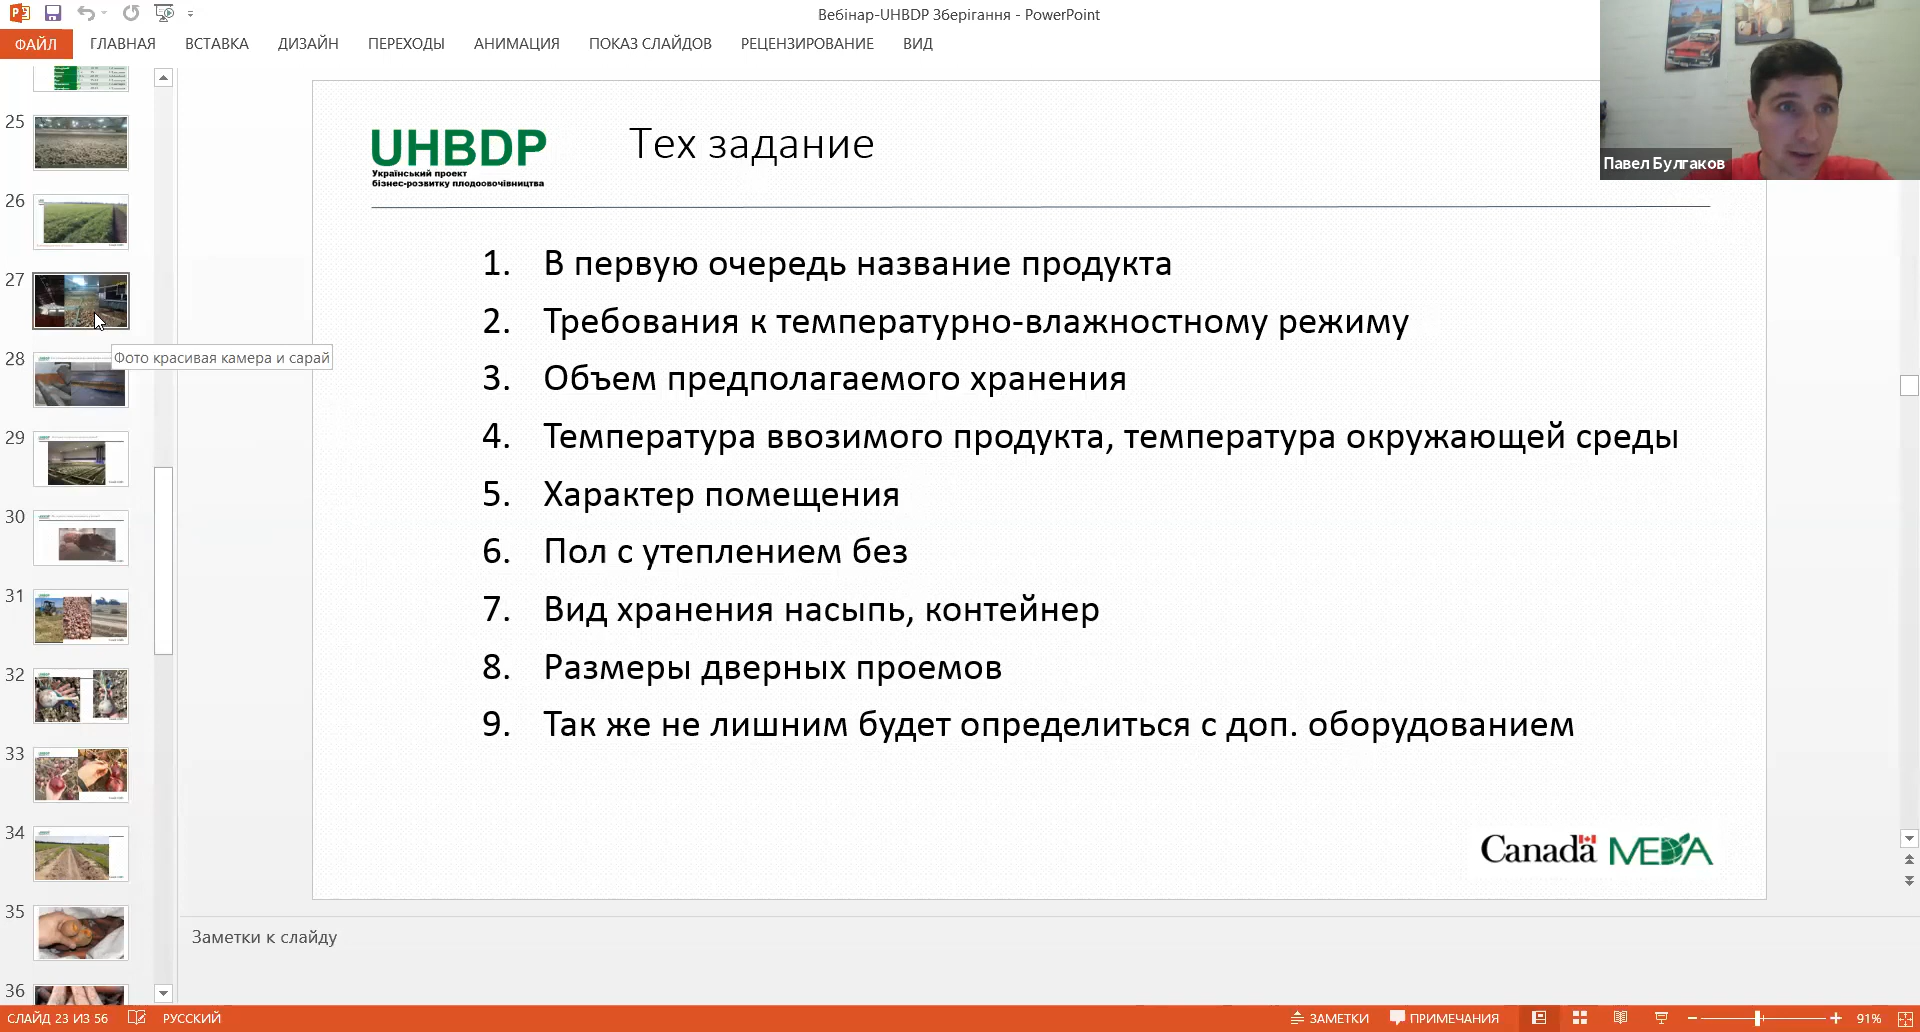 Вебінар-UHBDP Зберігання - PowerPoint
ФАЙЛ ГЛАВНАЯ ВСТАВКА ДИЗАЙН ПЕРЕХОДЫ АНИМАЦИЯ ПОКАЗ СЛАЙДОВ РЕЦЕНЗИРОВАНИЕ ВИД
Павел Булгаков
25
26
27
Фото красивая камера и сарай
28
29
30
31
32
33
34
35
36
UHBDP
Український проект
бізнес-розвитку плодоовочівництва
Тех задание
1. В первую очередь название продукта
2. Требования к температурно-влажностному режиму
3. Объем предполагаемого хранения
4. Температура ввозимого продукта, температура окружающей среды
5. Характер помещения
6. Пол с утеплением без
7. Вид хранения насыпь, контейнер
8. Размеры дверных проемов
9. Так же не лишним будет определиться с доп. оборудованием
Canada MEDA
Заметки к слайду
СЛАЙД 23 ИЗ 56 РУССКИЙ ЗАМЕТКИ ПРИМЕЧАНИЯ 91%